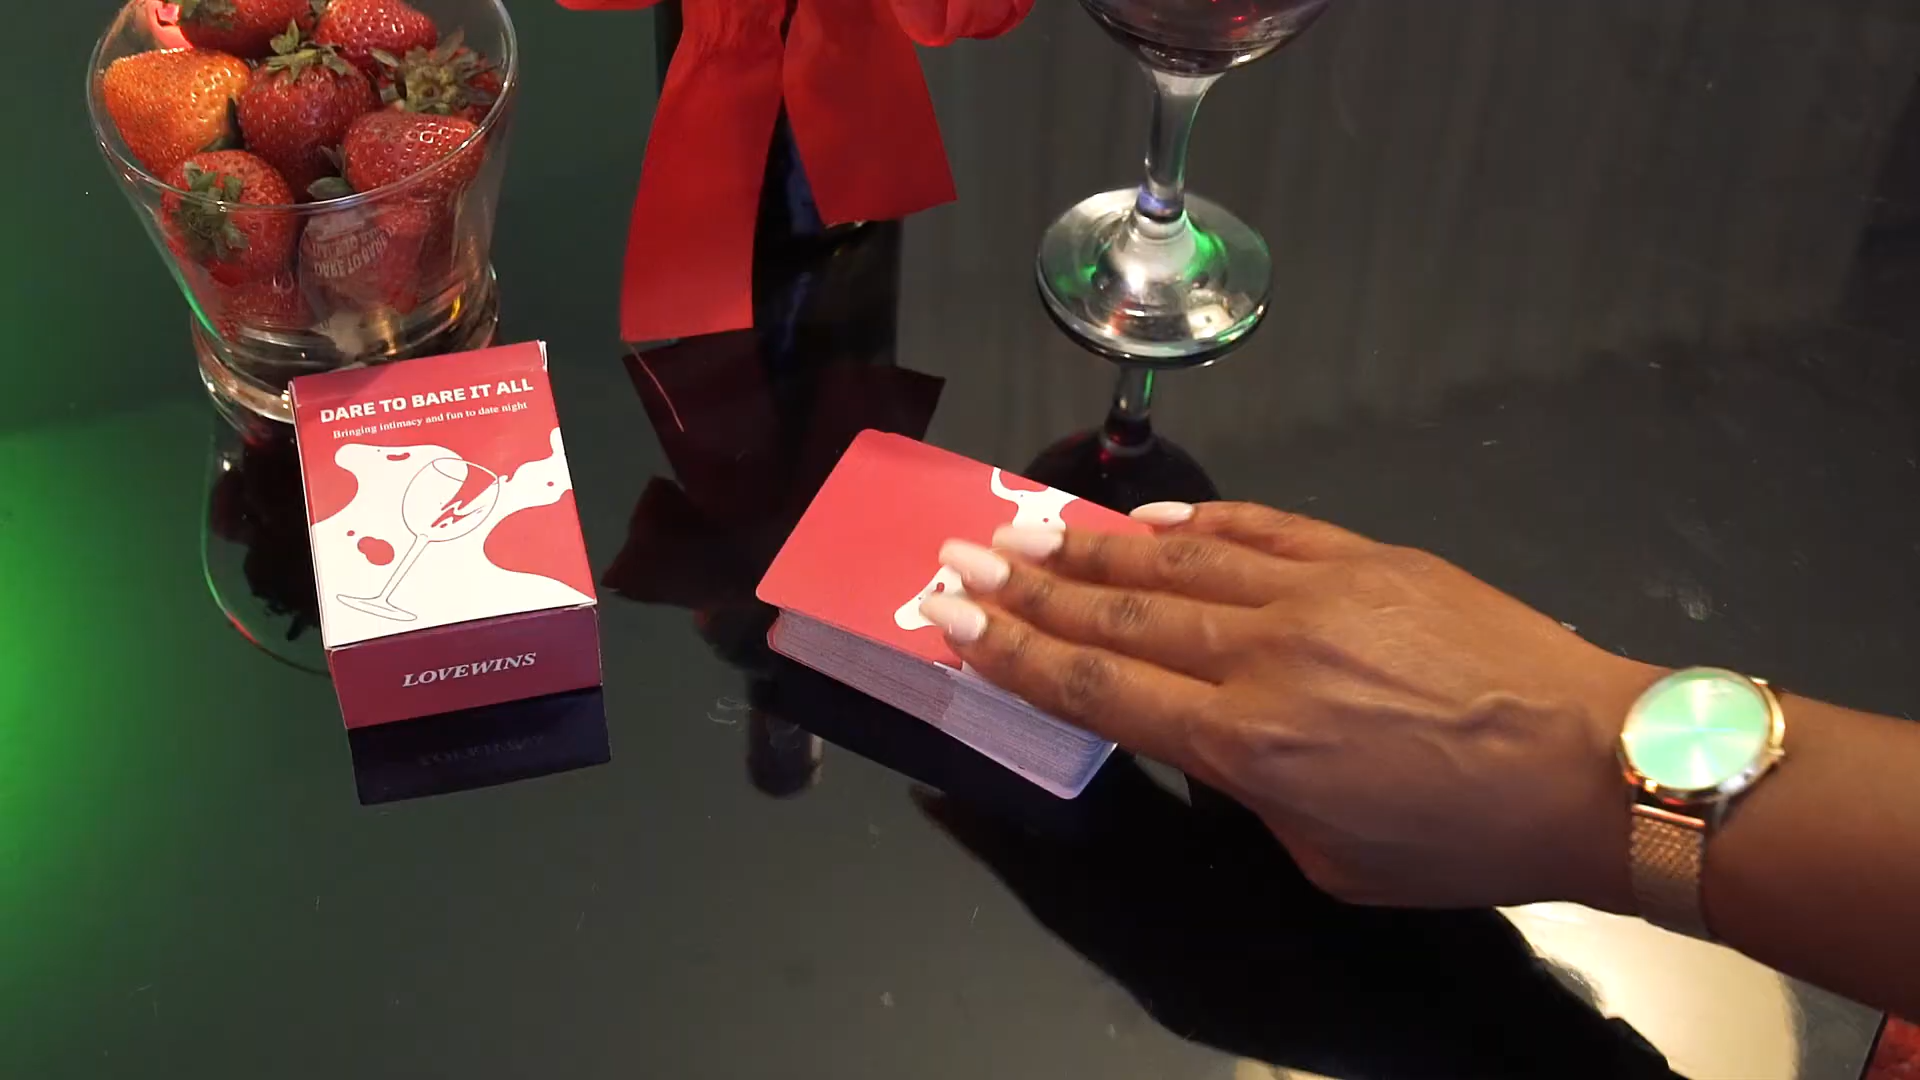 DARE TO BARE IT ALL
Bringing intimacy and fun to date night
LOVEWINS